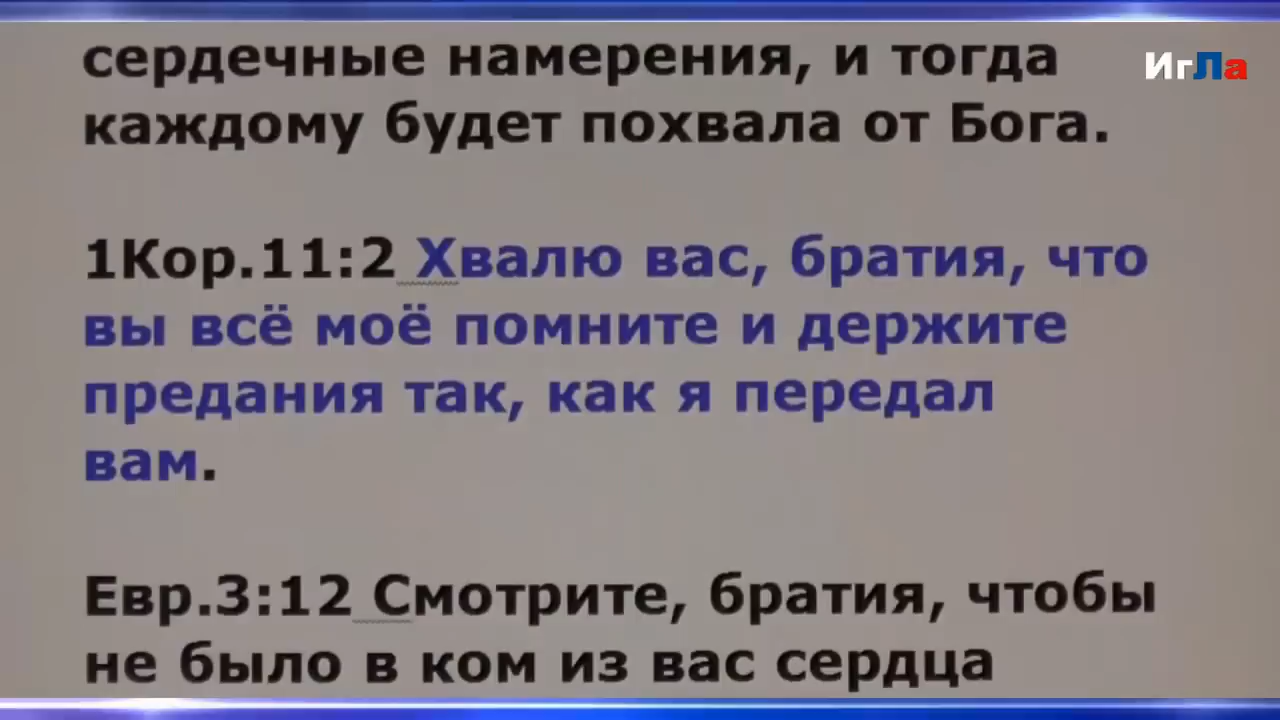 сердечные намерения, и тогда
ИгЛа
каждому будет похвала от Бога.
1Кор.11:2 Хвалю вас, братия, что
вы всё моё помните и держите
предания так, как я передал
вам.
Евр.3:12 Смотрите, братия, чтобы
не было в ком из вас сердца